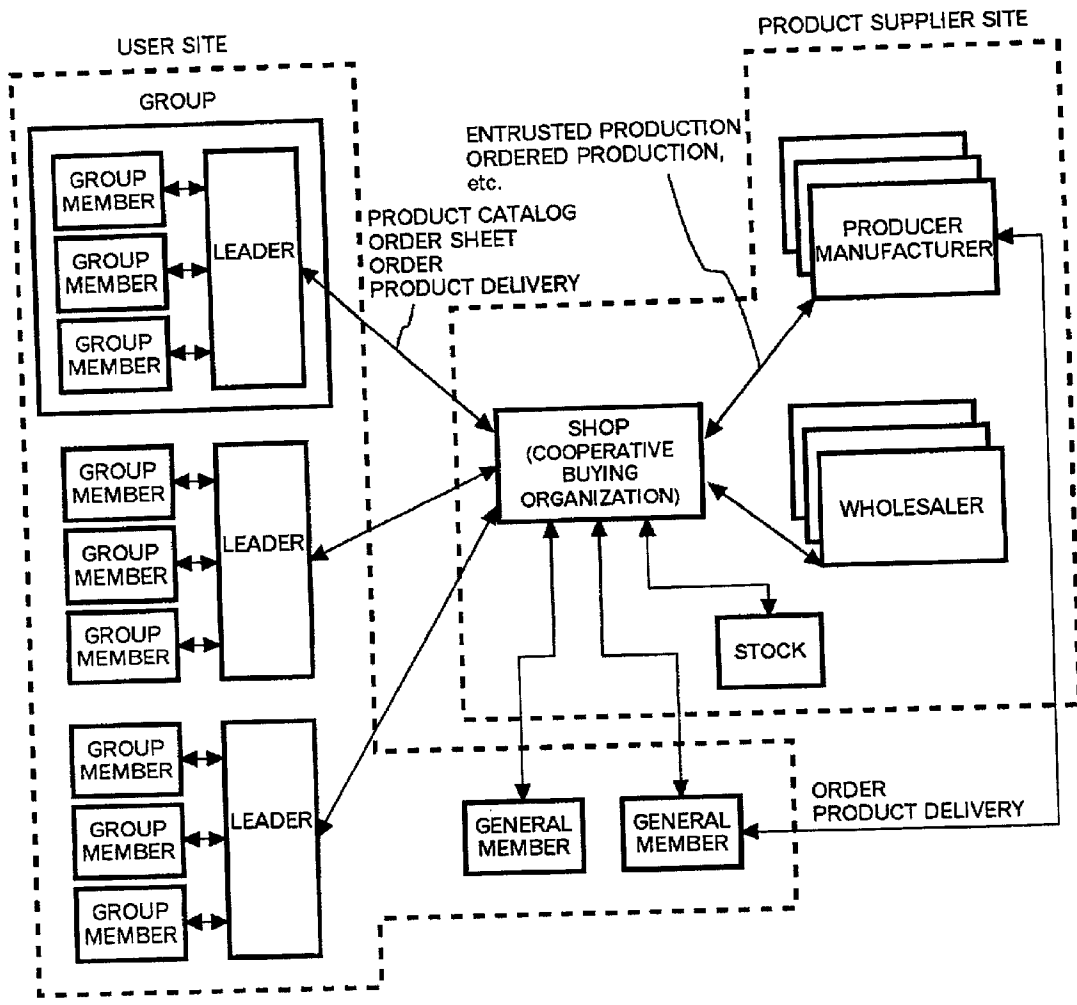 PRODUCT SUPPLIER SITE
USER SITE
GROUP
GROUP
MEMBER
GROUP
MEMBER
GROUP
MEMBER
LEADER
PRODUCT CATALOG
ORDER SHEET
ORDER
PRODUCT DELIVERY
ENTRUSTED PRODUCTION
ORDERED PRODUCTION,
etc.
PRODUCER
MANUFACTURER
GROUP
MEMBER
GROUP
MEMBER
GROUP
MEMBER
LEADER
SHOP
(COOPERATIVE
BUYING
ORGANIZATION)
WHOLESALER
STOCK
GROUP
MEMBER
GROUP
MEMBER
GROUP
MEMBER
LEADER
GENERAL
MEMBER
GENERAL
MEMBER
ORDER
PRODUCT DELIVERY